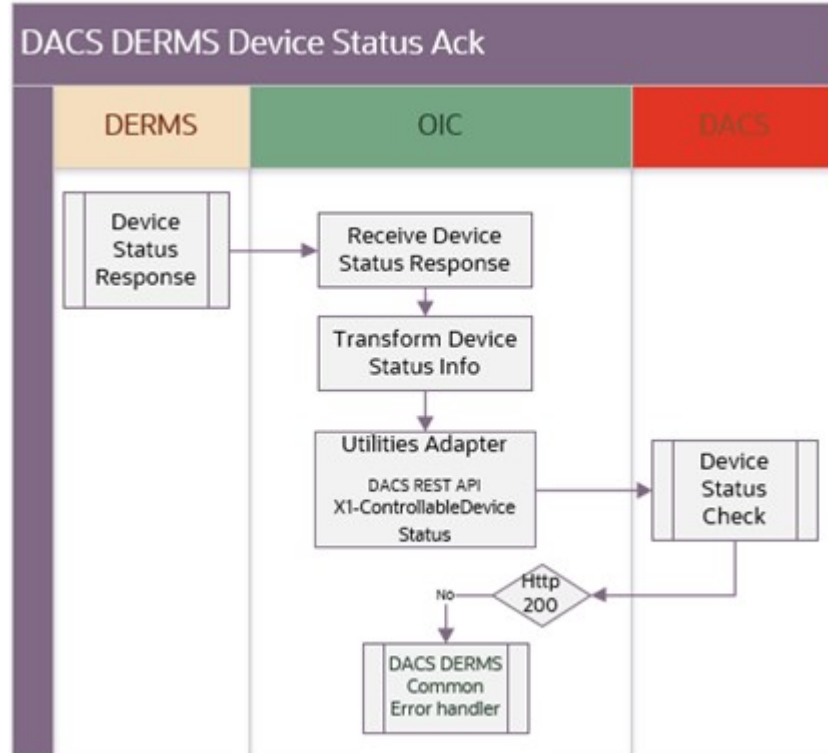 DACS DERMS Device Status Ack
DERMS
OIC
DACS
Device
Status
Response
Receive Device
Status Response
Transform Device
Status Info
Utilities Adapter
DACS REST API
X1-ControllableDevice
Status
Device
Status
Check
Http
200
No
DACS DERMS
Common
Error handler